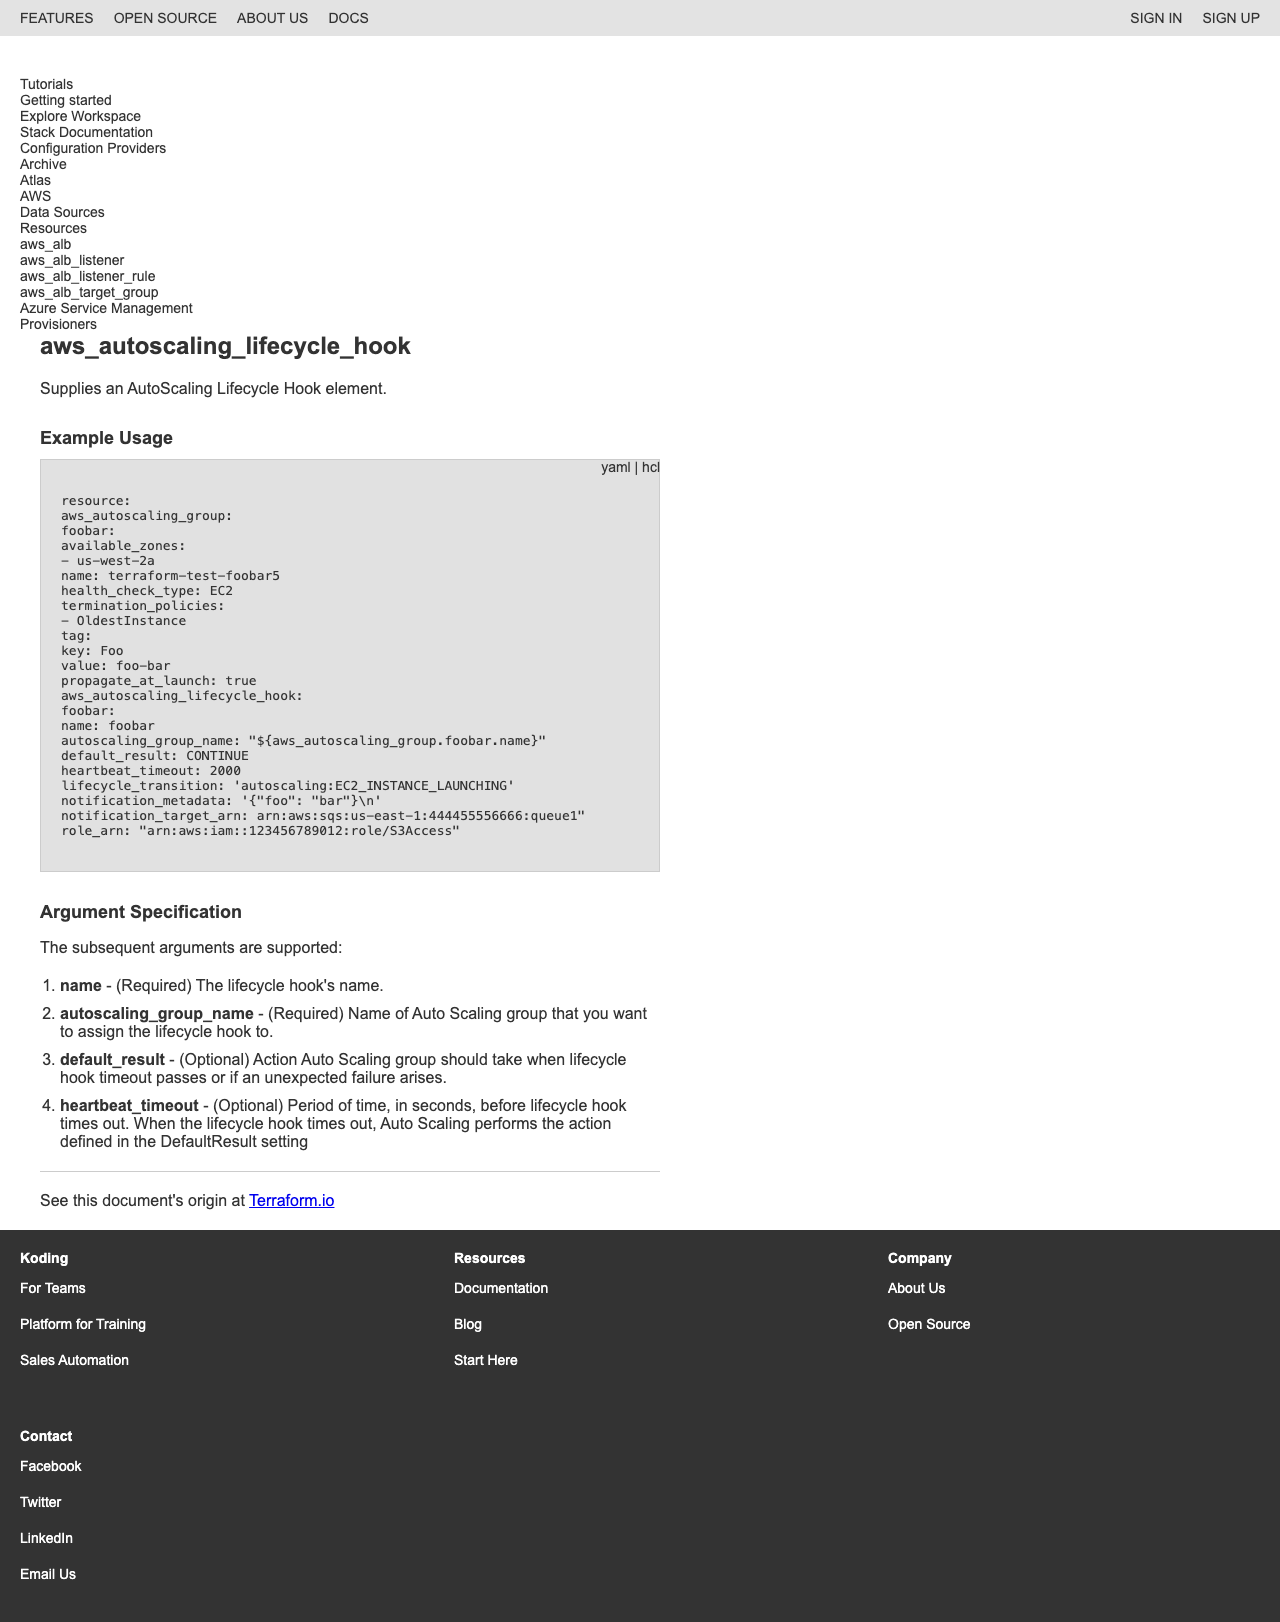 FEATURES OPEN SOURCE ABOUT US DOCS SIGN IN SIGN UP
Tutorials
Getting started
Explore Workspace
Stack Documentation
Configuration Providers
Archive
Atlas
AWS
Data Sources
Resources
aws_alb
aws_alb_listener
aws_alb_listener_rule
aws_alb_target_group
Azure Service Management
Provisioners
aws_autoscaling_lifecycle_hook
Supplies an AutoScaling Lifecycle Hook element.
Example Usage
yaml | hcl
resource:
aws_autoscaling_group:
foobar:
available_zones:
- us-west-2a
name: terraform-test-foobar5
health_check_type: EC2
termination_policies:
- OldestInstance
tag:
key: Foo
value: foo-bar
propagate_at_launch: true
aws_autoscaling_lifecycle_hook:
foobar:
name: foobar
autoscaling_group_name: "${aws_autoscaling_group.foobar.name}"
default_result: CONTINUE
heartbeat_timeout: 2000
lifecycle_transition: 'autoscaling:EC2_INSTANCE_LAUNCHING'
notification_metadata: '{"foo": "bar"}\n'
notification_target_arn: arn:aws:sqs:us-east-1:444455556666:queue1"
role_arn: "arn:aws:iam::123456789012:role/S3Access"
Argument Specification
The subsequent arguments are supported:
1. name - (Required) The lifecycle hook's name.
2. autoscaling_group_name - (Required) Name of Auto Scaling group that you want
to assign the lifecycle hook to.
3. default_result - (Optional) Action Auto Scaling group should take when lifecycle
hook timeout passes or if an unexpected failure arises.
4. heartbeat_timeout - (Optional) Period of time, in seconds, before lifecycle hook
times out. When the lifecycle hook times out, Auto Scaling performs the action
defined in the DefaultResult setting
See this document's origin at Terraform.io
Koding
For Teams
Platform for Training
Sales Automation
Resources
Documentation
Blog
Start Here
Company
About Us
Open Source
Contact
Facebook
Twitter
LinkedIn
Email Us